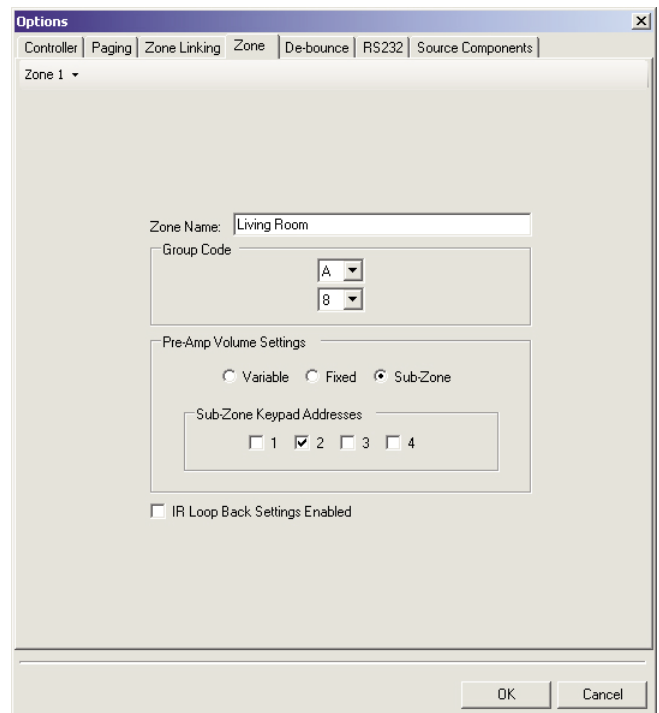 Options
Controller Paging Zone Linking Zone De-bounce RS232 Source Components
Zone 1
Zone Name: Living Room
Group Code
A
8
Pre-Amp Volume Settings
Variable Fixed Sub-Zone
Sub-Zone Keypad Addresses
1 2 3 4
IR Loop Back Settings Enabled
OK Cancel